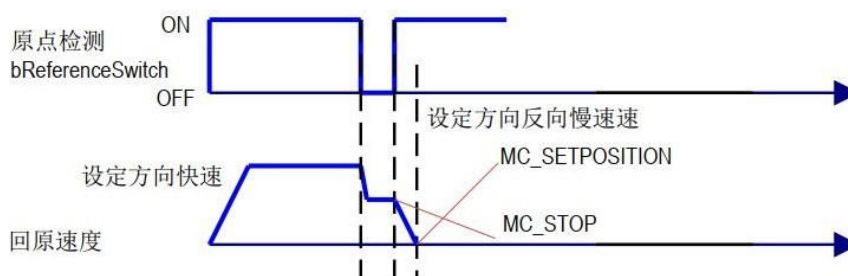 ON
原点检测
bReferenceSwitch
OFF
设定方向反向慢速速
MC_SETPOSITION
设定方向快速
MC_STOP
回原速度